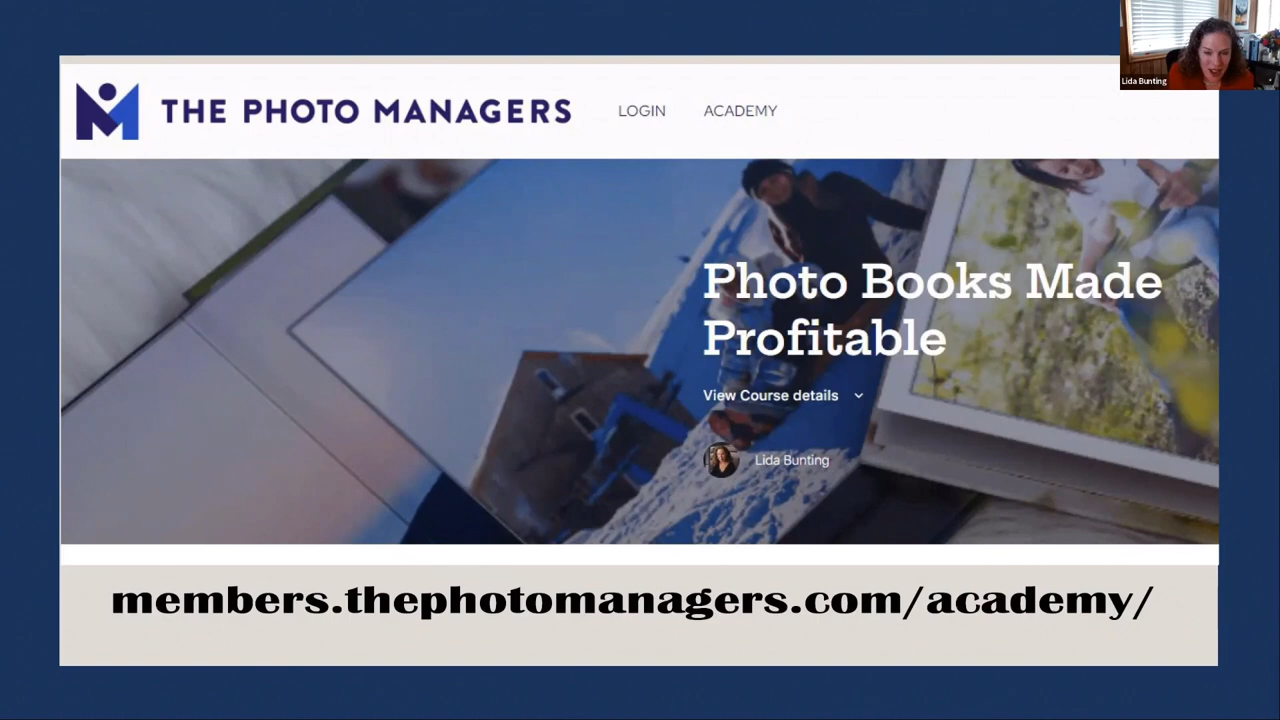 Lida Bunting
THE PHOTO MANAGERS LOGIN ACADEMY
Photo Books Made
Profitable
View Course details
Lida Bunting
members.thephotomanagers.com/academy/